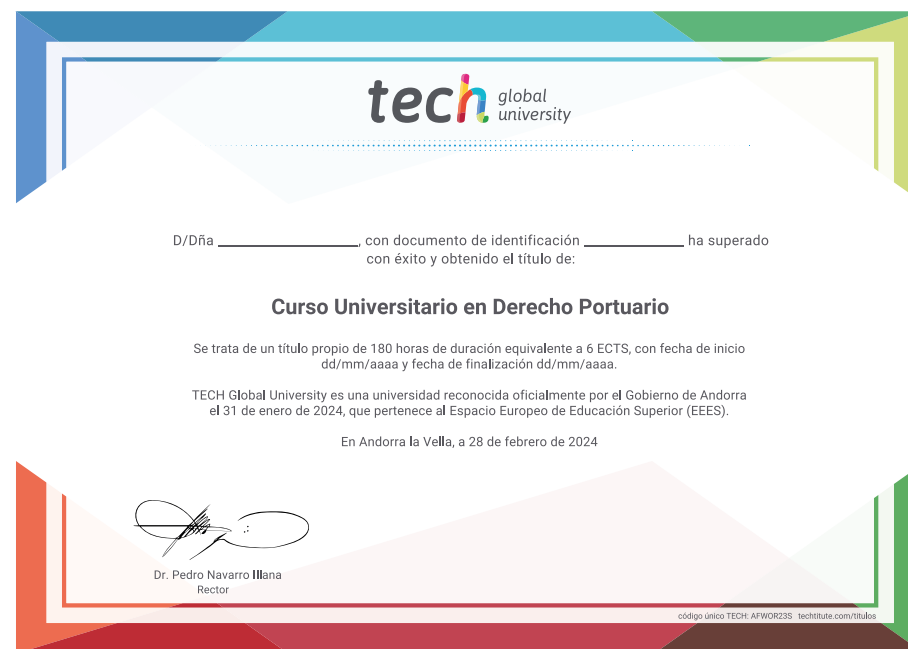 tech global
university
D/Dña ______________, con documento de identificación __________ ha superado
con éxito y obtenido el título de:
Curso Universitario en Derecho Portuario
Se trata de un título propio de 180 horas de duración equivalente a 6 ECTS, con fecha de inicio
dd/mm/aaaa y fecha de finalización dd/mm/aaaa.
TECH Global University es una universidad reconocida oficialmente por el Gobierno de Andorra
el 31 de enero de 2024, que pertenece al Espacio Europeo de Educación Superior (EEES).
En Andorra la Vella, a 28 de febrero de 2024
Dr. Pedro Navarro Illana
Rector
código único TECH: AFWOR23S techtitute.com/titulos